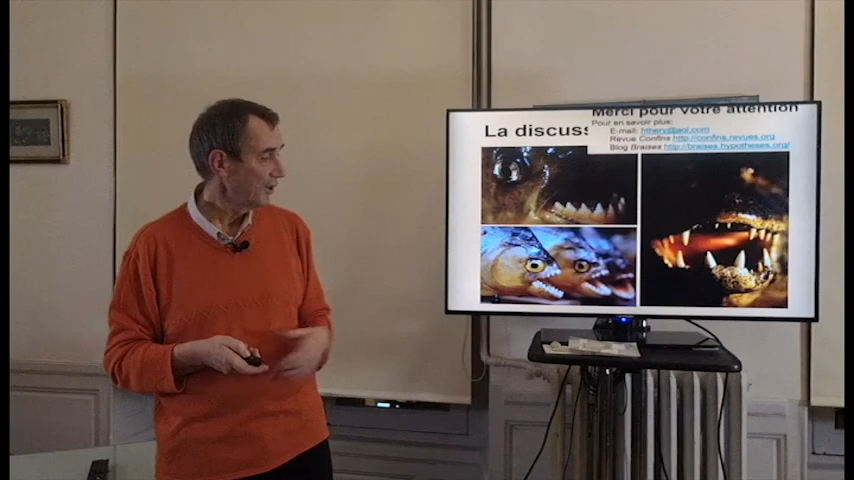 Merci pour votre attention
La discuss
Pour en savoir plus:
E-mail: hthery@aol.com
Revue Confins http://confins.revues.org
Blog Braises http://braises.hypotheses.org/